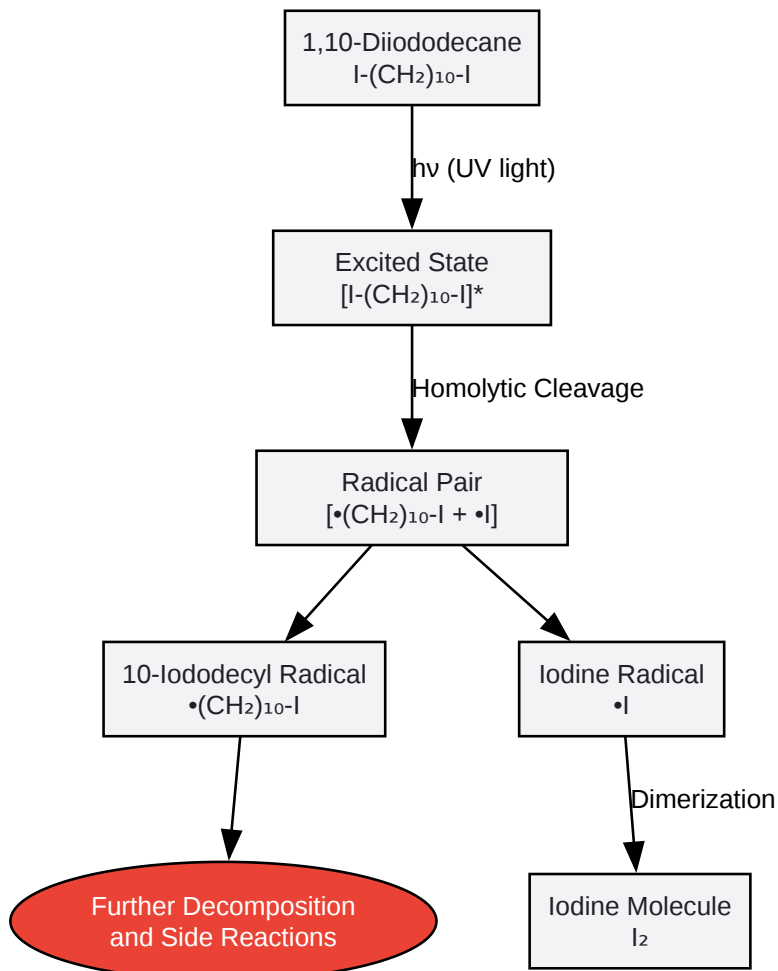 1,10-Diiododecane
I-(CH₂)₁₀-I
hν (UV light)
Excited State
[I-(CH₂)₁₀-I]*
Homolytic Cleavage
Radical Pair
[•(CH₂)₁₀-I + •I]
10-Iododecyl Radical
•(CH₂)₁₀-I
Iodine Radical
•I
Dimerization
Further Decomposition
and Side Reactions
Iodine Molecule
I₂